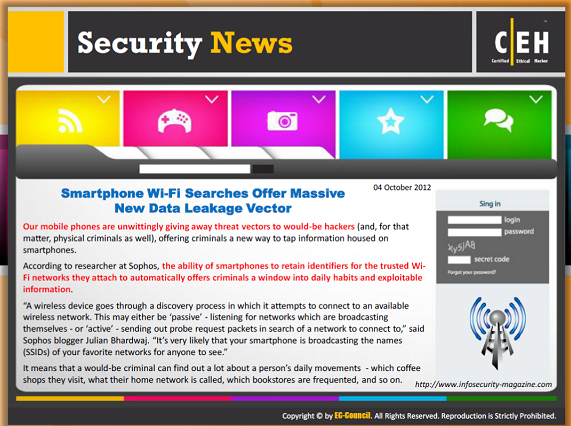 Security News
C|EH
Certified Ethical Hacker
04 October 2012
Smartphone Wi-Fi Searches Offer Massive
New Data Leakage Vector
Our mobile phones are unwittingly giving away threat vectors to would-be hackers (and, for that
matter, physical criminals as well), offering criminals a new way to tap information housed on
smartphones.
According to researcher at Sophos, the ability of smartphones to retain identifiers for the trusted Wi-
Fi networks they attach to automatically offers criminals a window into daily habits and exploitable
information.
“A wireless device goes through a discovery process in which it attempts to connect to an available
wireless network. This may either be ‘passive’ - listening for networks which are broadcasting
themselves - or ‘active’ - sending out probe request packets in search of a network to connect to,” said
Sophos blogger Julian Bhardwaj. “It’s very likely that your smartphone is broadcasting the names
(SSIDs) of your favorite networks for anyone to see.”
It means that a would-be criminal can find out a lot about a person’s daily movements - which coffee
shops they visit, what their home network is called, which bookstores are frequented, and so on.
Sing in
login
password
XySJA8
secret code
Forgot your password?
http://www.infosecurity-magazine.com
Copyright © by EC-Council. All Rights Reserved. Reproduction is Strictly Prohibited.